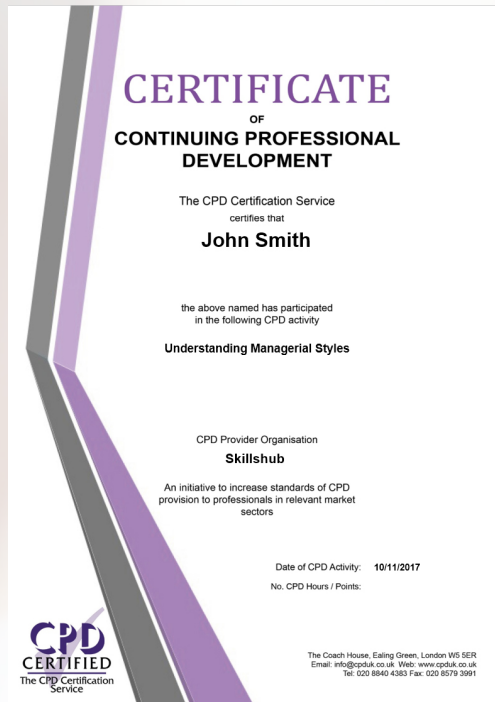 CERTIFICATE
OF
CONTINUING PROFESSIONAL
DEVELOPMENT
The CPD Certification Service
certifies that
John Smith
the above named has participated
in the following CPD activity
Understanding Managerial Styles
CPD Provider Organisation
Skillshub
An initiative to increase standards of CPD
provision to professionals in relevant market
sectors
Date of CPD Activity: 10/11/2017
No. CPD Hours / Points:
CPD
CERTIFIED
The CPD Certification
Service
The Coach House, Ealing Green, London W5 5ER
Email: info@cpduk.co.uk Web: www.cpduk.co.uk
Tel: 020 8840 4383 Fax: 020 8579 3991